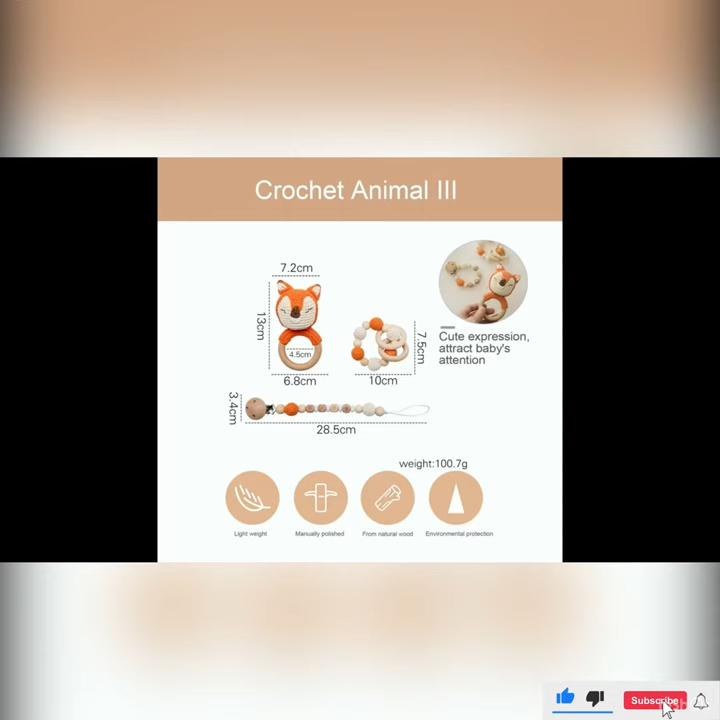 Crochet Animal III
7.2cm
13cm
4.5cm
6.8cm
7.5cm
10cm
Cute expression,
attract baby's
attention
3.4cm
28.5cm
weight:100.7g
Light weight
Manually polished
From natural wood
Environmental protection
Subscribe